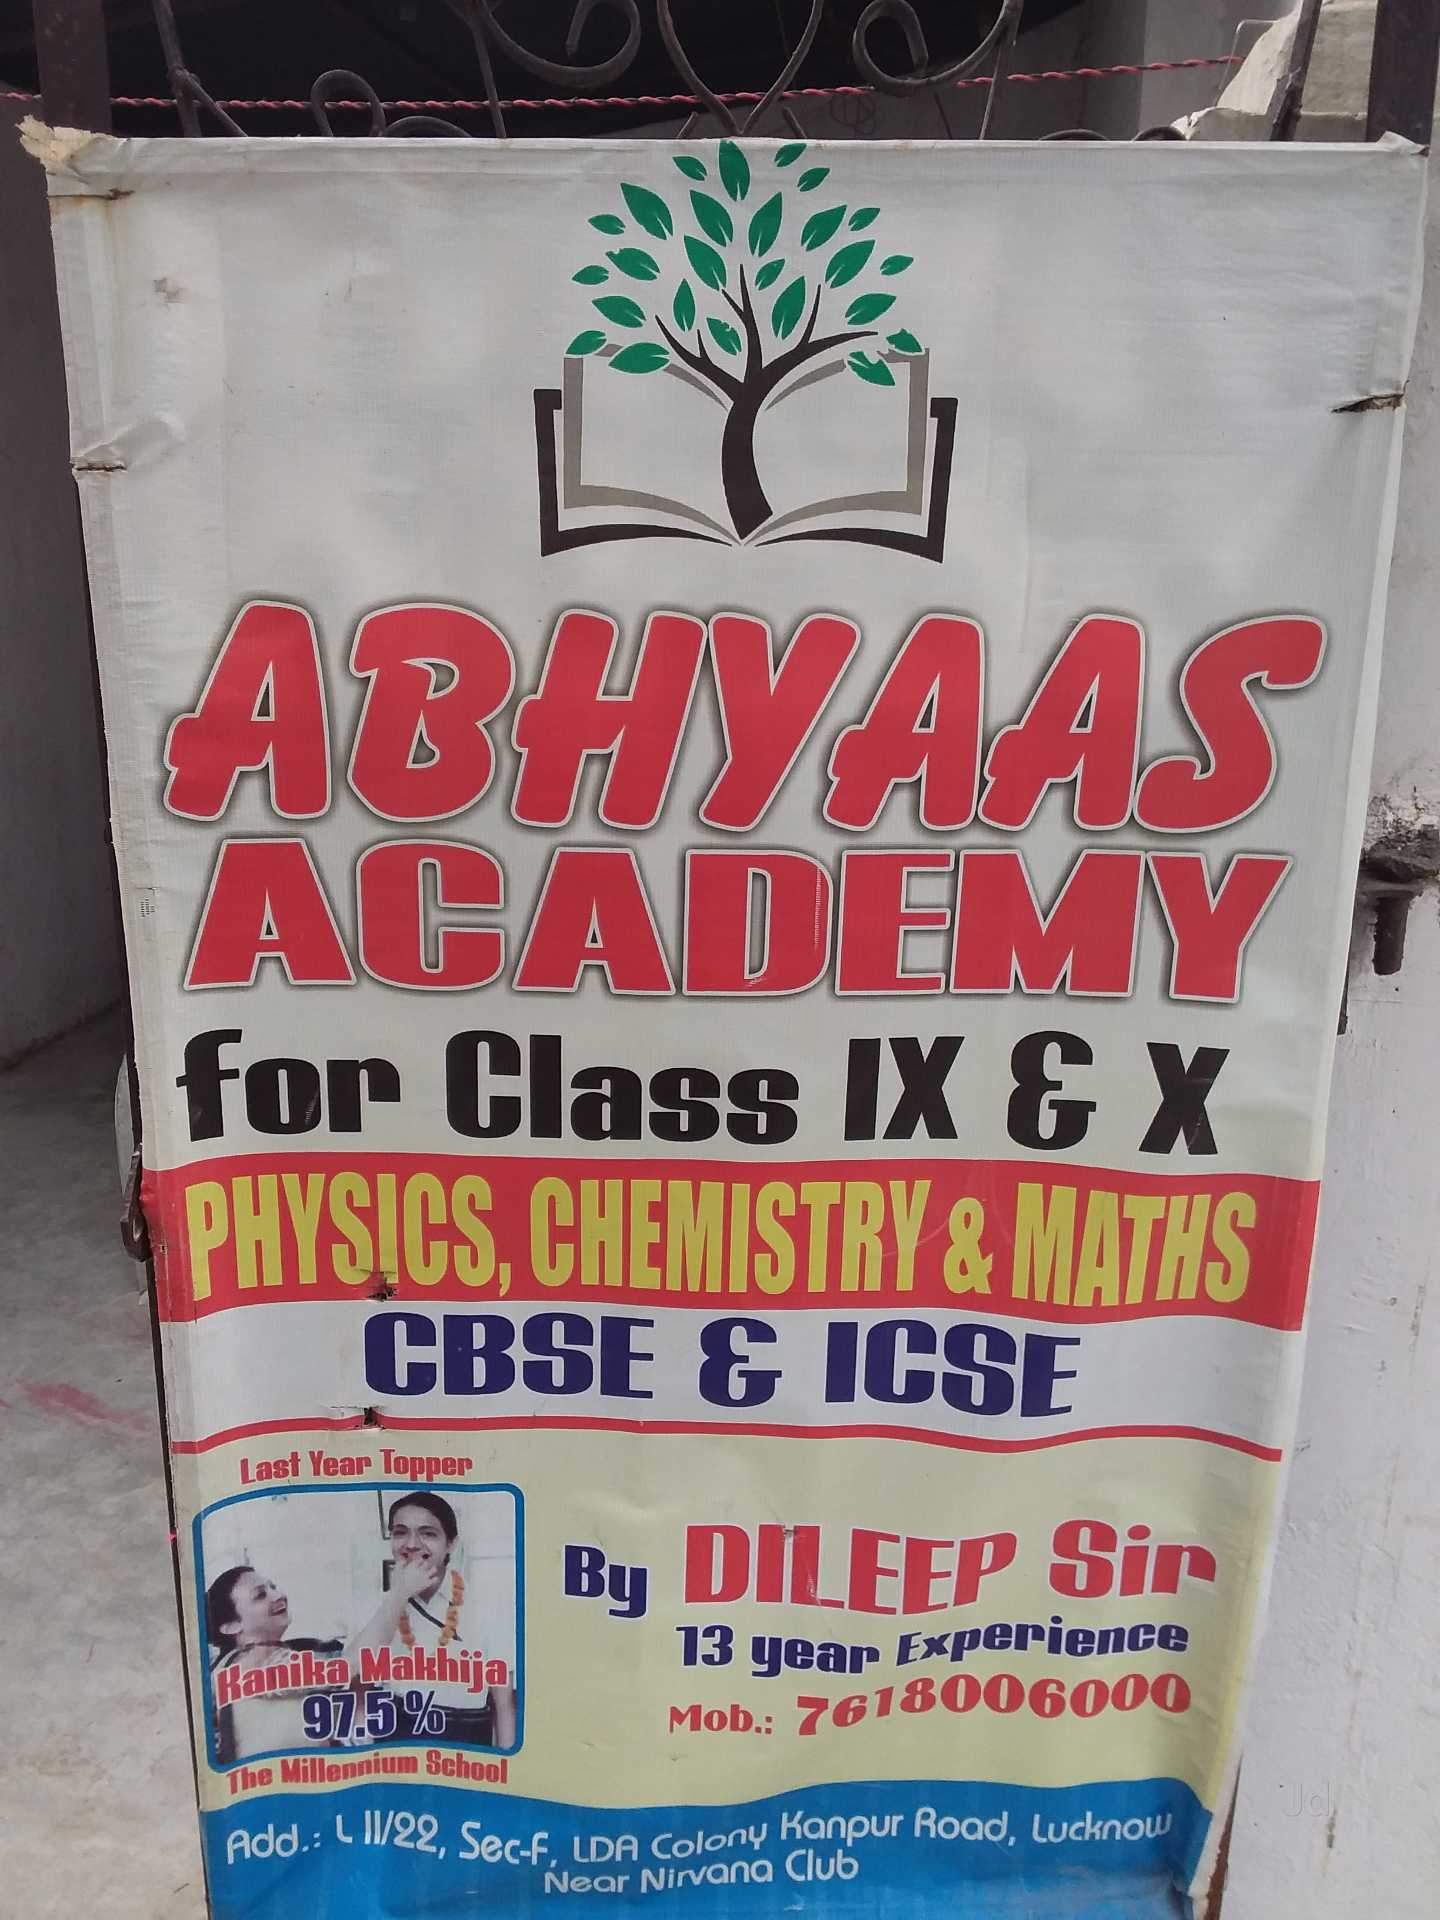 ABHYAAS
ACADEMY
for Class IX & X
PHYSICS, CHEMISTRY & MATHS
CBSE & ICSE
Last Year Topper
Kanika Makhija
97.5%
The Millennium School
By DILEEP Sir
13 year Experience
Mob.: 7618006000
Add.: L II/22, Sec-F, LDA Colony Kanpur Road, Lucknow
Near Nirvana Club
Jd